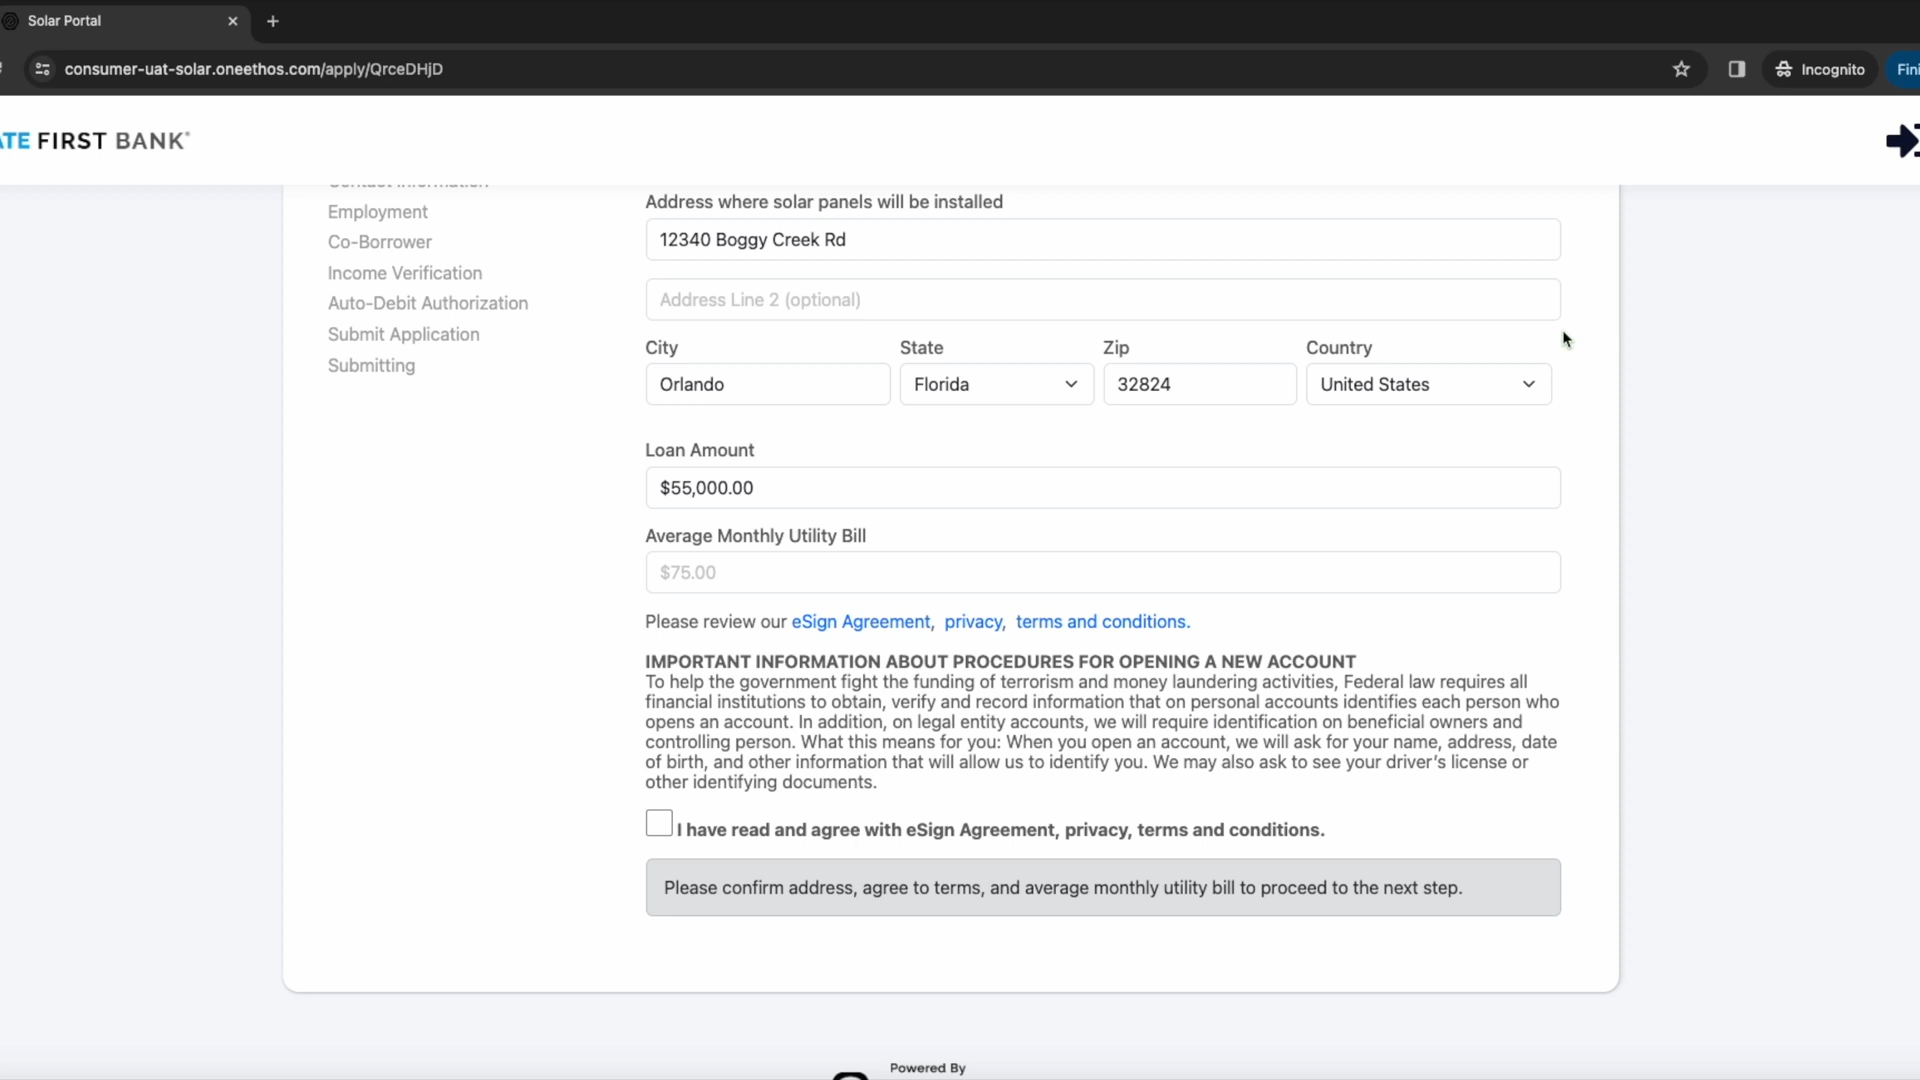 Solar Portal
consumer-uat-solar.oneethos.com/apply/QrceDHjD
Incognito
ATE FIRST BANK®
Contact Information
Address where solar panels will be installed
Employment
12340 Boggy Creek Rd
Co-Borrower
Income Verification
Address Line 2 (optional)
Auto-Debit Authorization
Submit Application
Submitting
City State Zip Country
Orlando Florida 32824 United States
Loan Amount
$55,000.00
Average Monthly Utility Bill
$75.00
Please review our eSign Agreement, privacy, terms and conditions.
IMPORTANT INFORMATION ABOUT PROCEDURES FOR OPENING A NEW ACCOUNT
To help the government fight the funding of terrorism and money laundering activities, Federal law requires all
financial institutions to obtain, verify and record information that on personal accounts identifies each person who
opens an account. In addition, on legal entity accounts, we will require identification on beneficial owners and
controlling person. What this means for you: When you open an account, we will ask for your name, address, date
of birth, and other information that will allow us to identify you. We may also ask to see your driver's license or
other identifying documents.
I have read and agree with eSign Agreement, privacy, terms and conditions.
Please confirm address, agree to terms, and average monthly utility bill to proceed to the next step.
Powered By